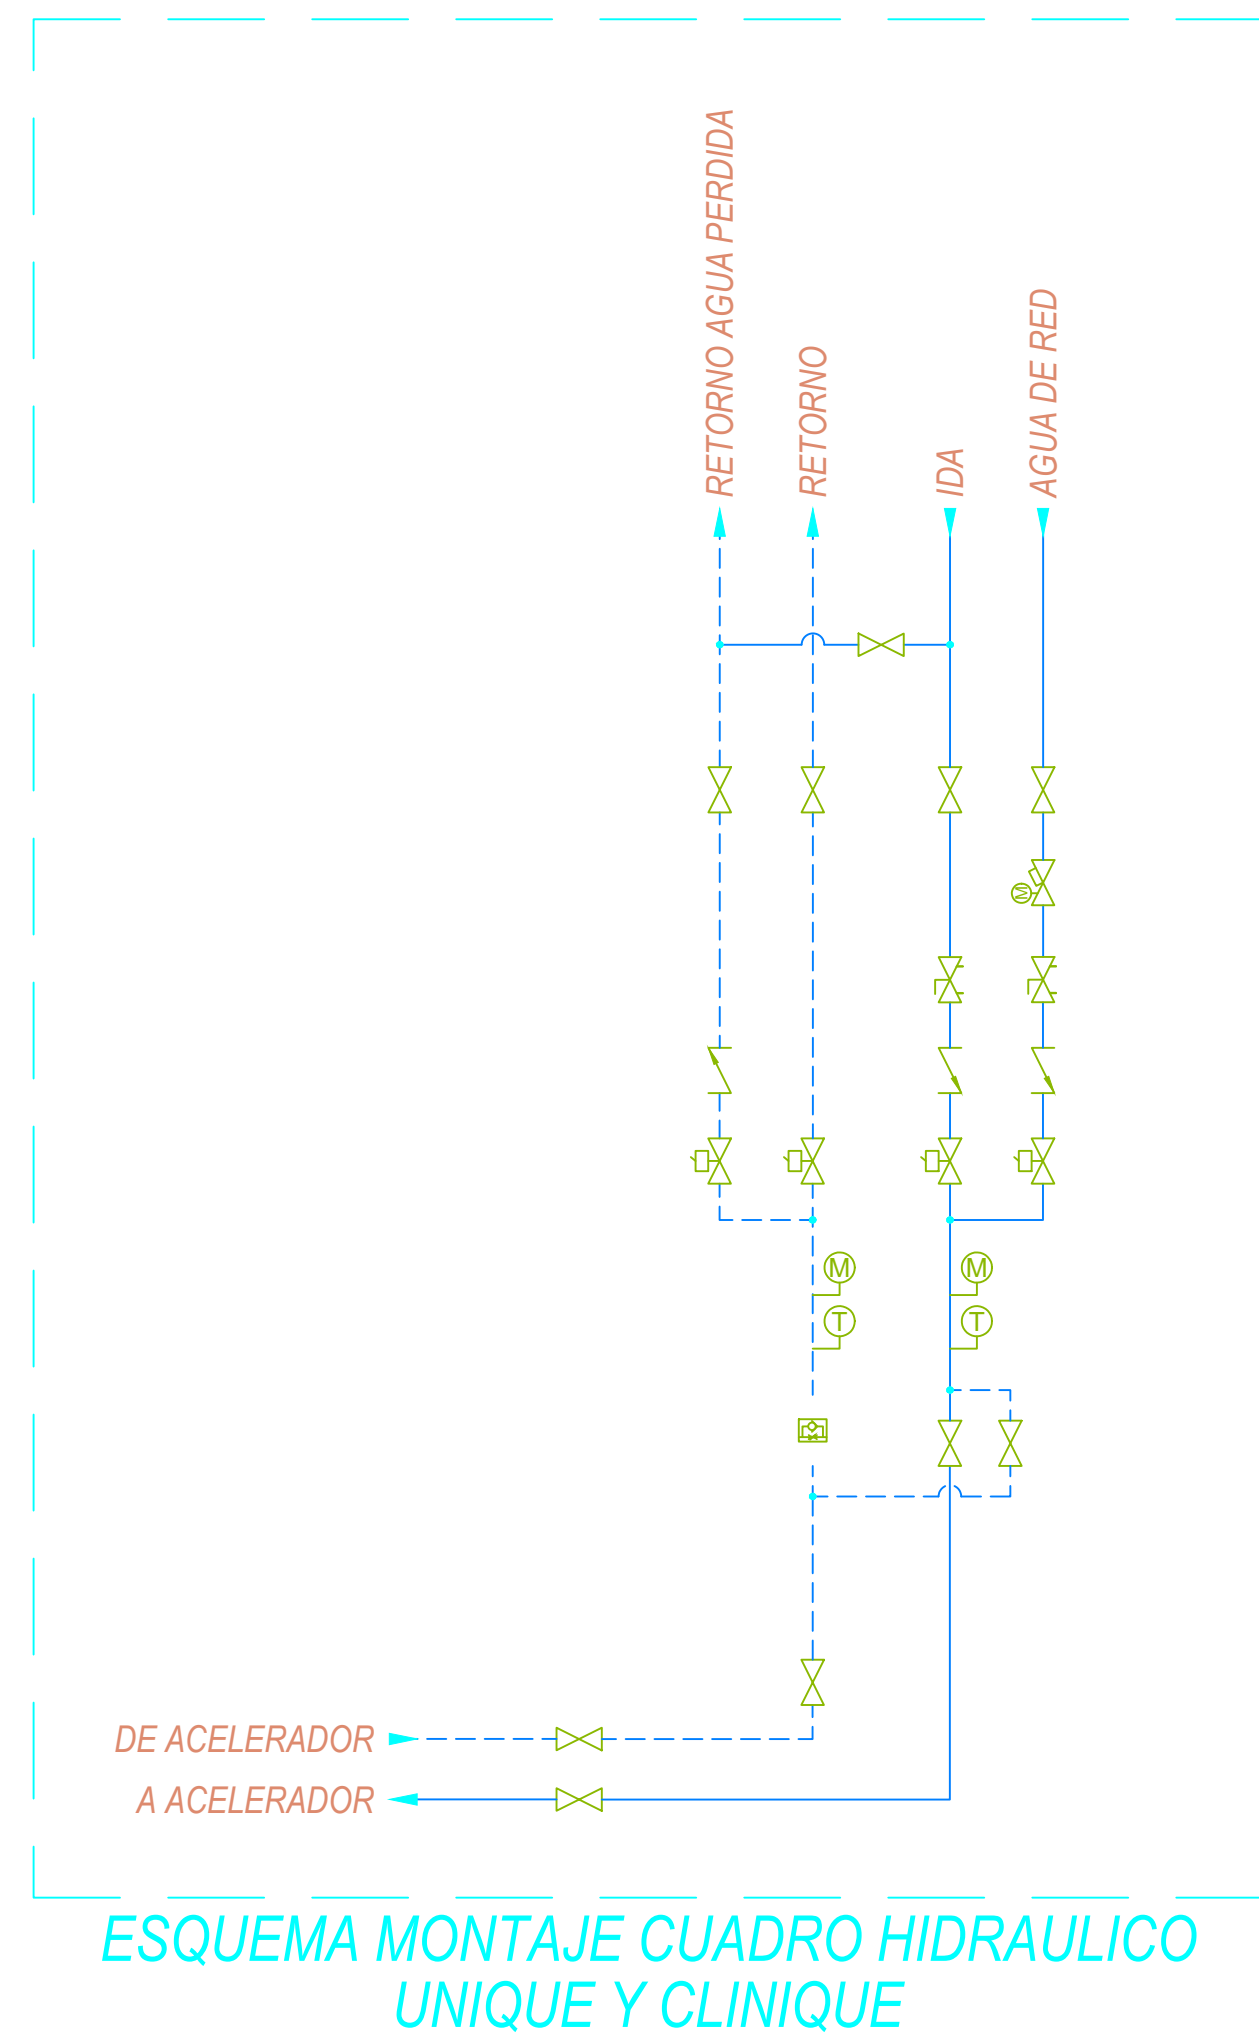 RETORNO AGUA PERDIDA
RETORNO
IDA
AGUA DE RED
M
M
M
T
T
DE ACELERADOR
A ACELERADOR
ESQUEMA MONTAJE CUADRO HIDRAULICO
UNIQUE Y CLINIQUE